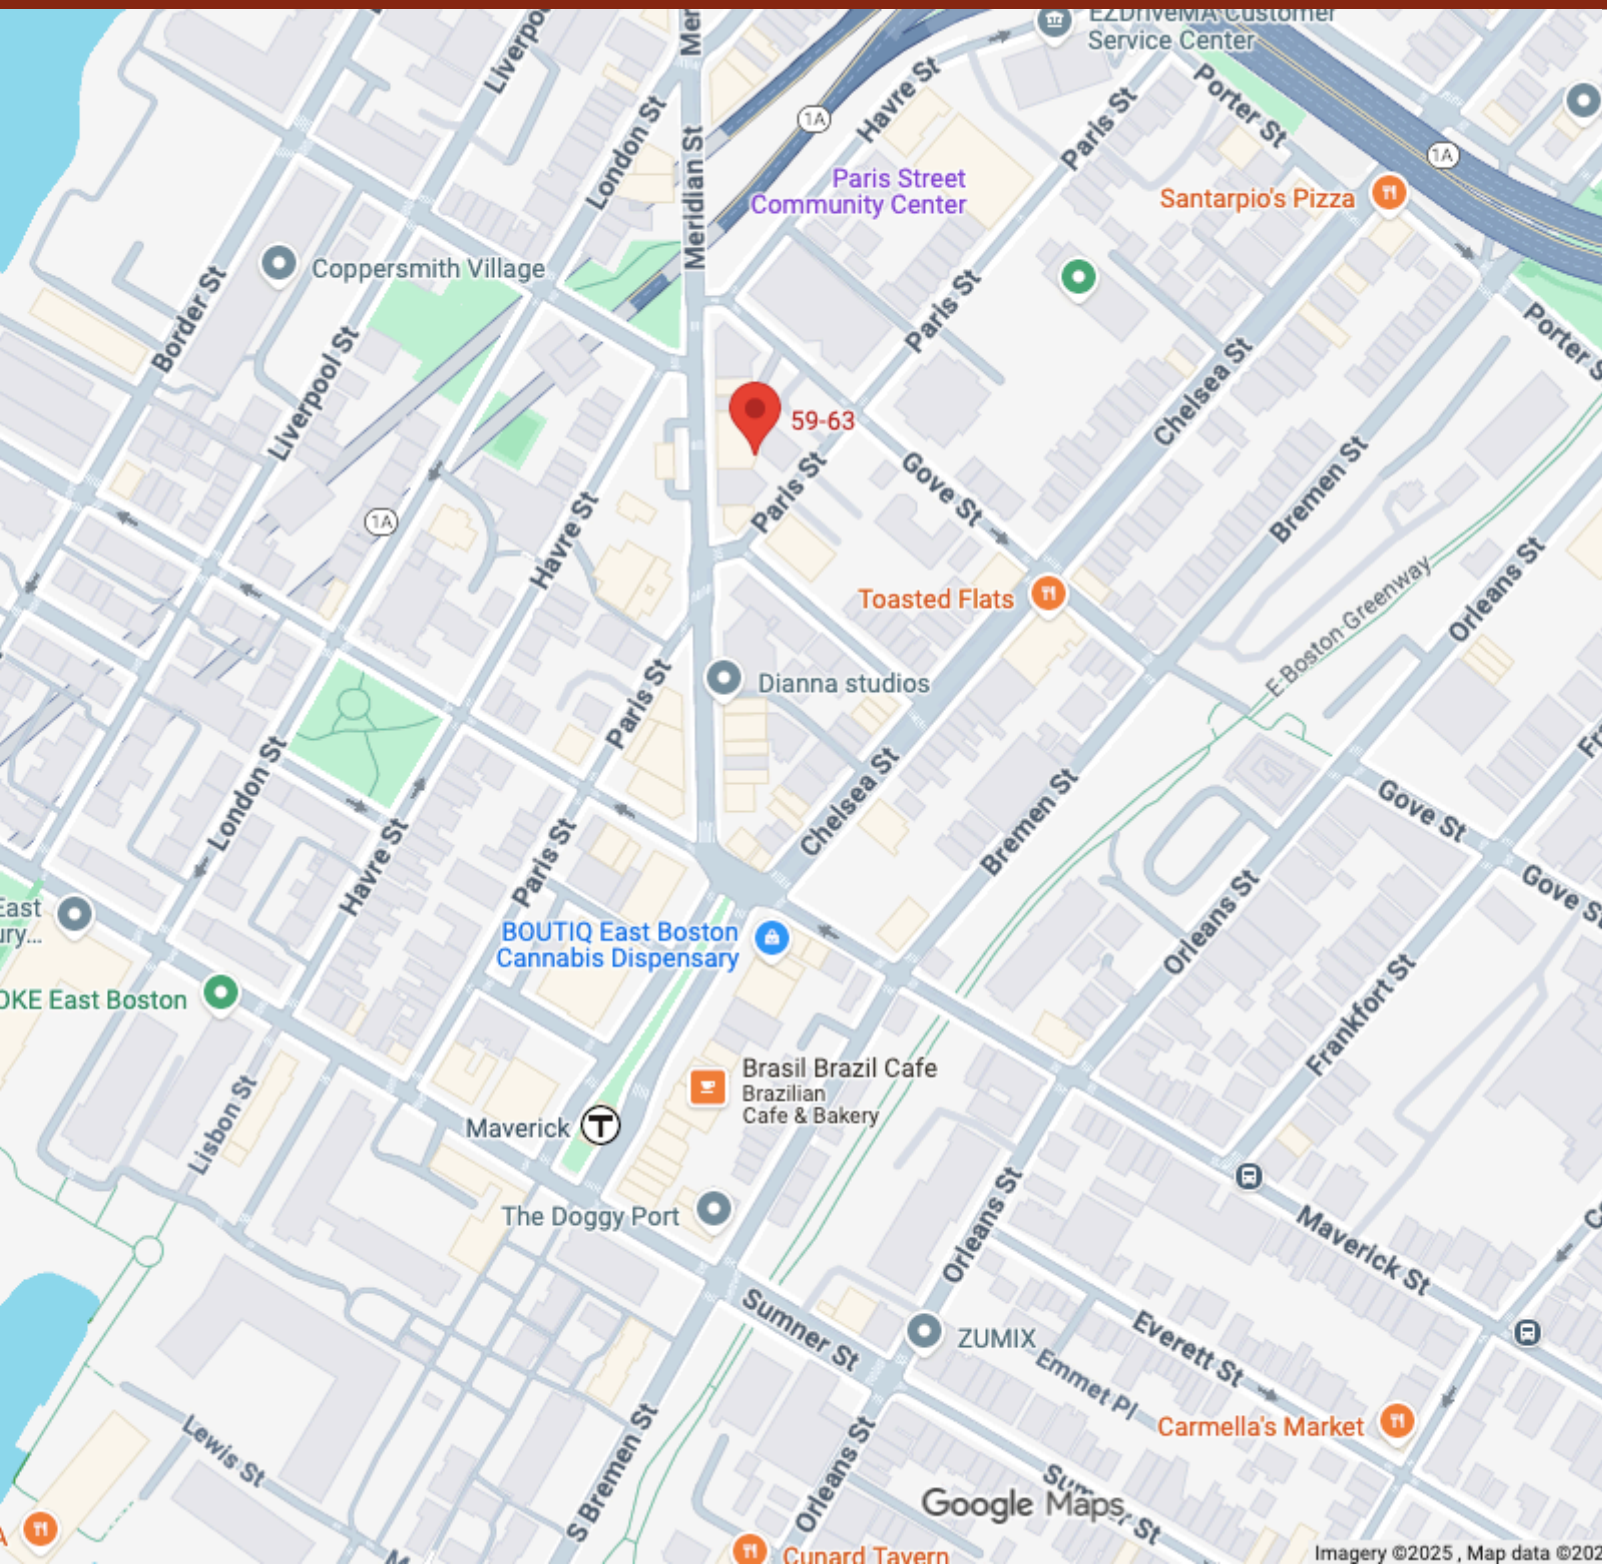 EZDriveMA Customer
Service Center
Liverpool
Havre St
Porter St
1A
London St
Meridian St
Paris St
1A
Paris Street
Community Center
Santarpio's Pizza
Coppersmith Village
Border St
Paris St
Porter St
Liverpool St
Chelsea St
59-63
Gove St
Paris St
Bremen St
1A
Havre St
Toasted Flats
E Boston Greenway
Orleans St
Dianna studios
Paris St
London St
Chelsea St
Bremen St
Gove St
Havre St
Paris St
Gove St
East
Orleans St
BOUTIQ East Boston
Cannabis Dispensary
Frankfort St
OKE East Boston
Brasil Brazil Cafe
Brazilian
Cafe & Bakery
Lisbon St
Maverick
T
The Doggy Port
Orleans St
Maverick St
Sumner St
ZUMIX
Everett St
Emmet Pl
Carmella's Market
Lewis St
S Bremen St
Orleans St
Sumner St
Google Maps
Cunard Tavern
Imagery ©2025 , Map data ©202